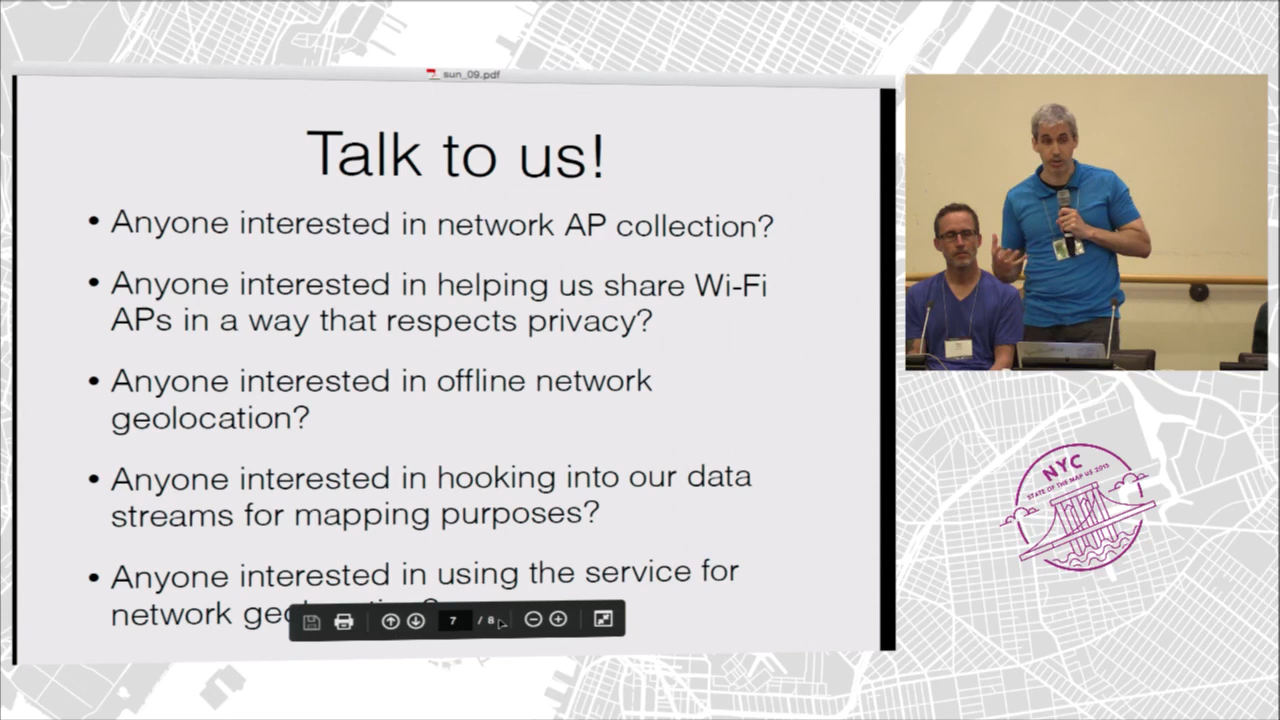 sun_09.pdf
Talk to us!
• Anyone interested in network AP collection?
• Anyone interested in helping us share Wi-Fi
APs in a way that respects privacy?
• Anyone interested in offline network
geolocation?
• Anyone interested in hooking into our data
streams for mapping purposes?
• Anyone interested in using the service for
network
7 / 8
NYC
STATE OF THE MAP US 2015